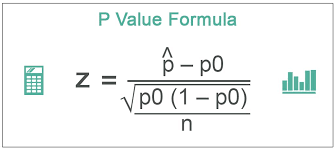 P Value Formula
z = p̂ – p0
√p0 (1 – p0)
n